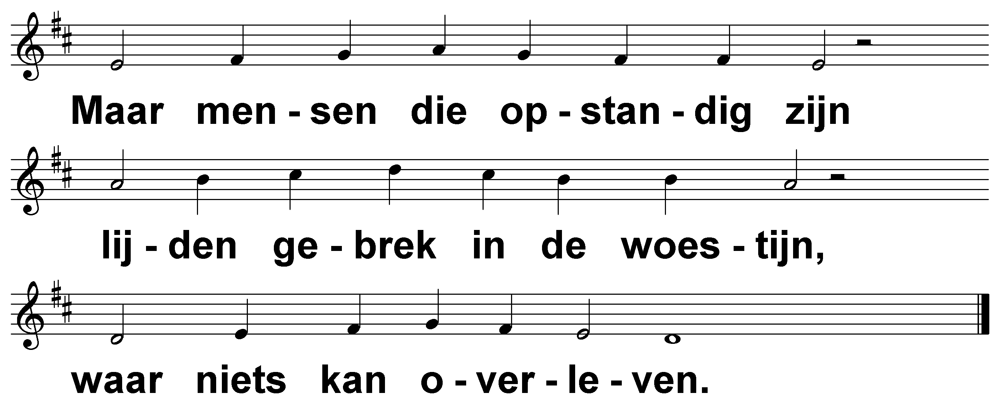 Maar men - sen die op - stan - dig zijn
lij - den ge - brek in de woes - tijn,
waar niets kan o - ver - le - ven.